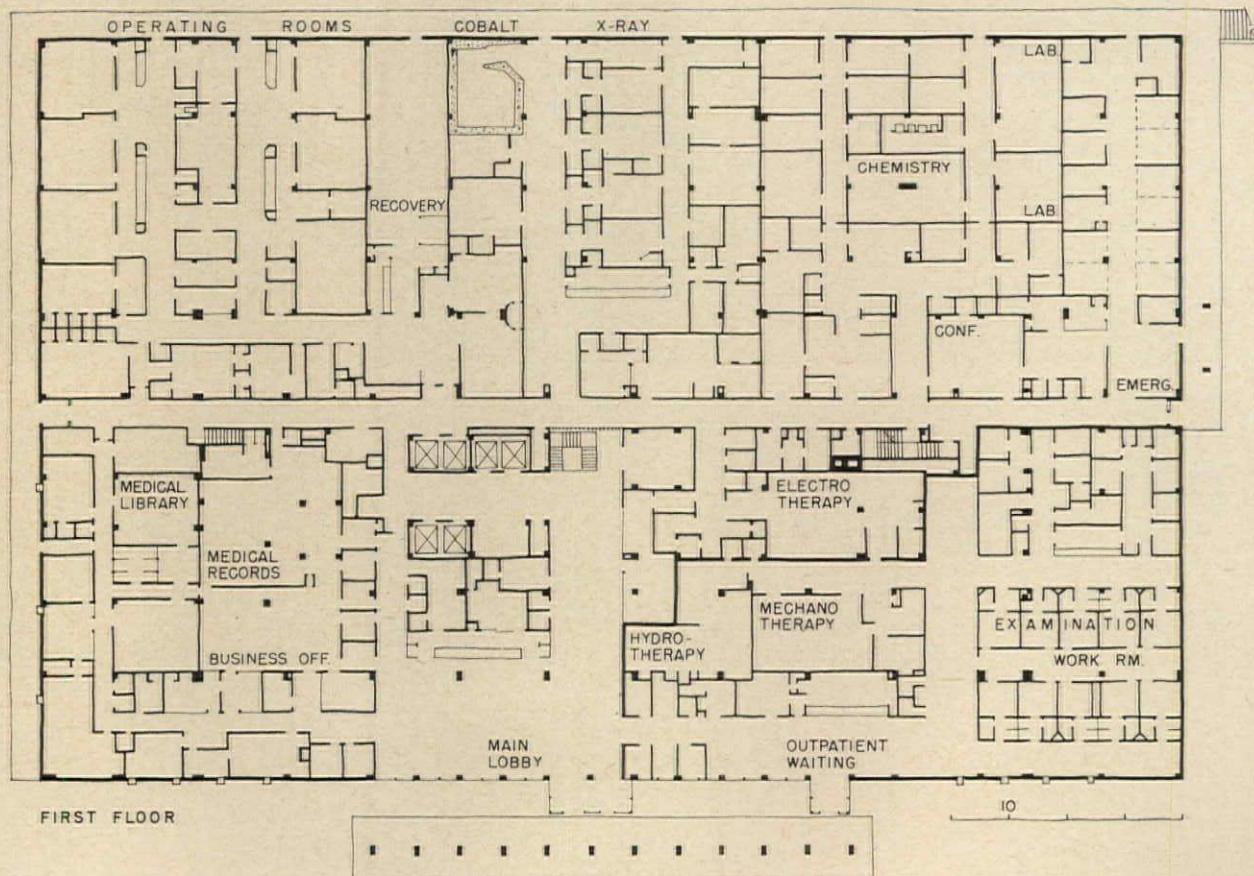 OPERATING ROOMS COBALT X-RAY
LAB.
CHEMISTRY
RECOVERY
LAB.
CONF.
EMERG.
MEDICAL
LIBRARY
ELECTRO
THERAPY
MEDICAL
RECORDS
MECHANO
THERAPY
EXAMINATION
HYDRO-
THERAPY
BUSINESS OFF.
WORK RM.
MAIN
LOBBY
OUTPATIENT
WAITING
FIRST FLOOR
10